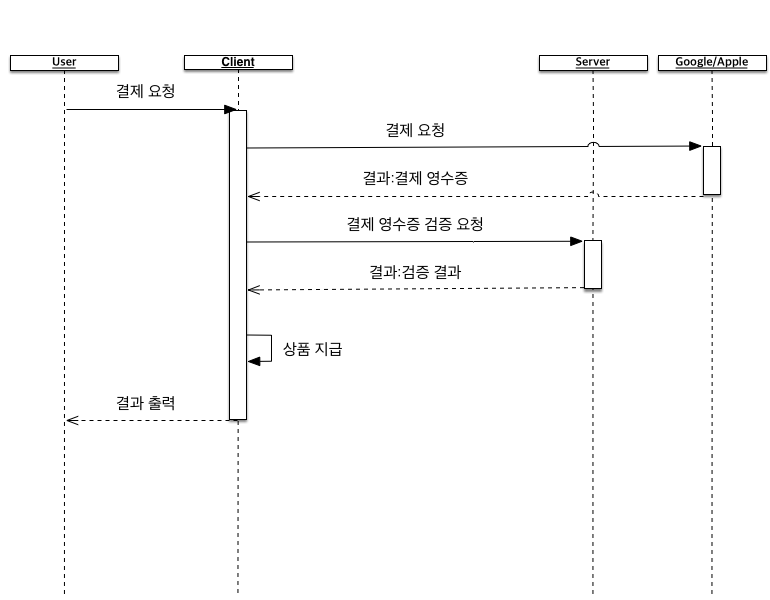 User
Client
Server
Google/Apple
결제 요청
결제 요청
결과:결제 영수증
결제 영수증 검증 요청
결과:검증 결과
상품 지급
결과 출력